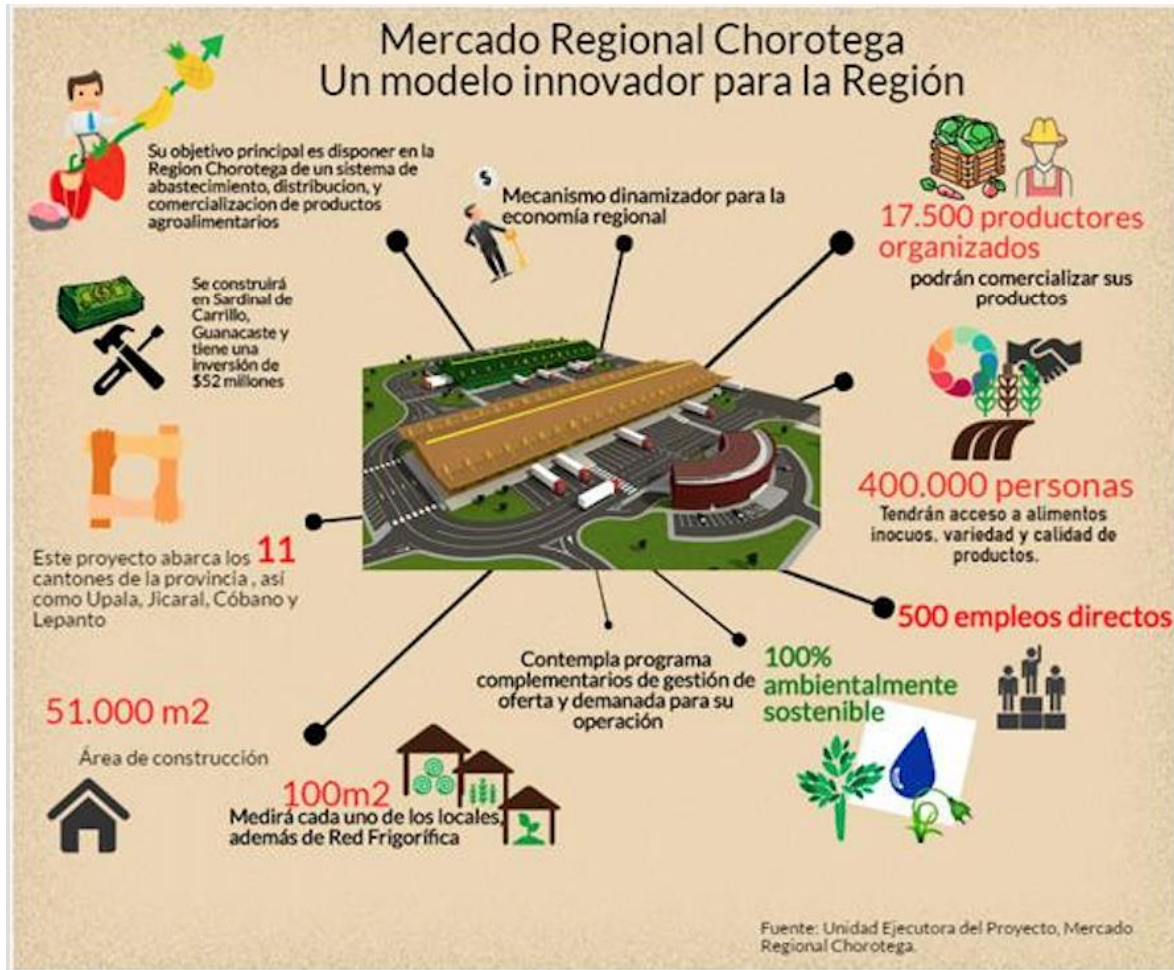 Mercado Regional Chorotega
Un modelo innovador para la Región
Su objetivo principal es disponer en la
Region Chorotega de un sistema de
abastecimiento, distribucion, y
comercializacion de productos
agroalimentarios
$
Mecanismo dinamizador para la
economía regional
17.500 productores
organizados
podrán comercializar sus
productos
Se construirá
en Sardinal de
Carrillo,
Guanacaste y
tiene una
inversión de
$52 millones
400.000 personas
Tendrán acceso a alimentos
inocuos, variedad y calidad de
productos.
Este proyecto abarca los 11
cantones de la provincia , así
como Upala, Jicaral, Cóbano y
Lepanto
500 empleos directos
Contempla programa
complementarios de gestión de
oferta y demanada para su
operación
100%
ambientalmente
sostenible
51.000 m2
Área de construcción
100m2
Medirá cada uno de los locales,
además de Red Frigorífica
Fuente: Unidad Ejecutora del Proyecto, Mercado
Regional Chorotega.